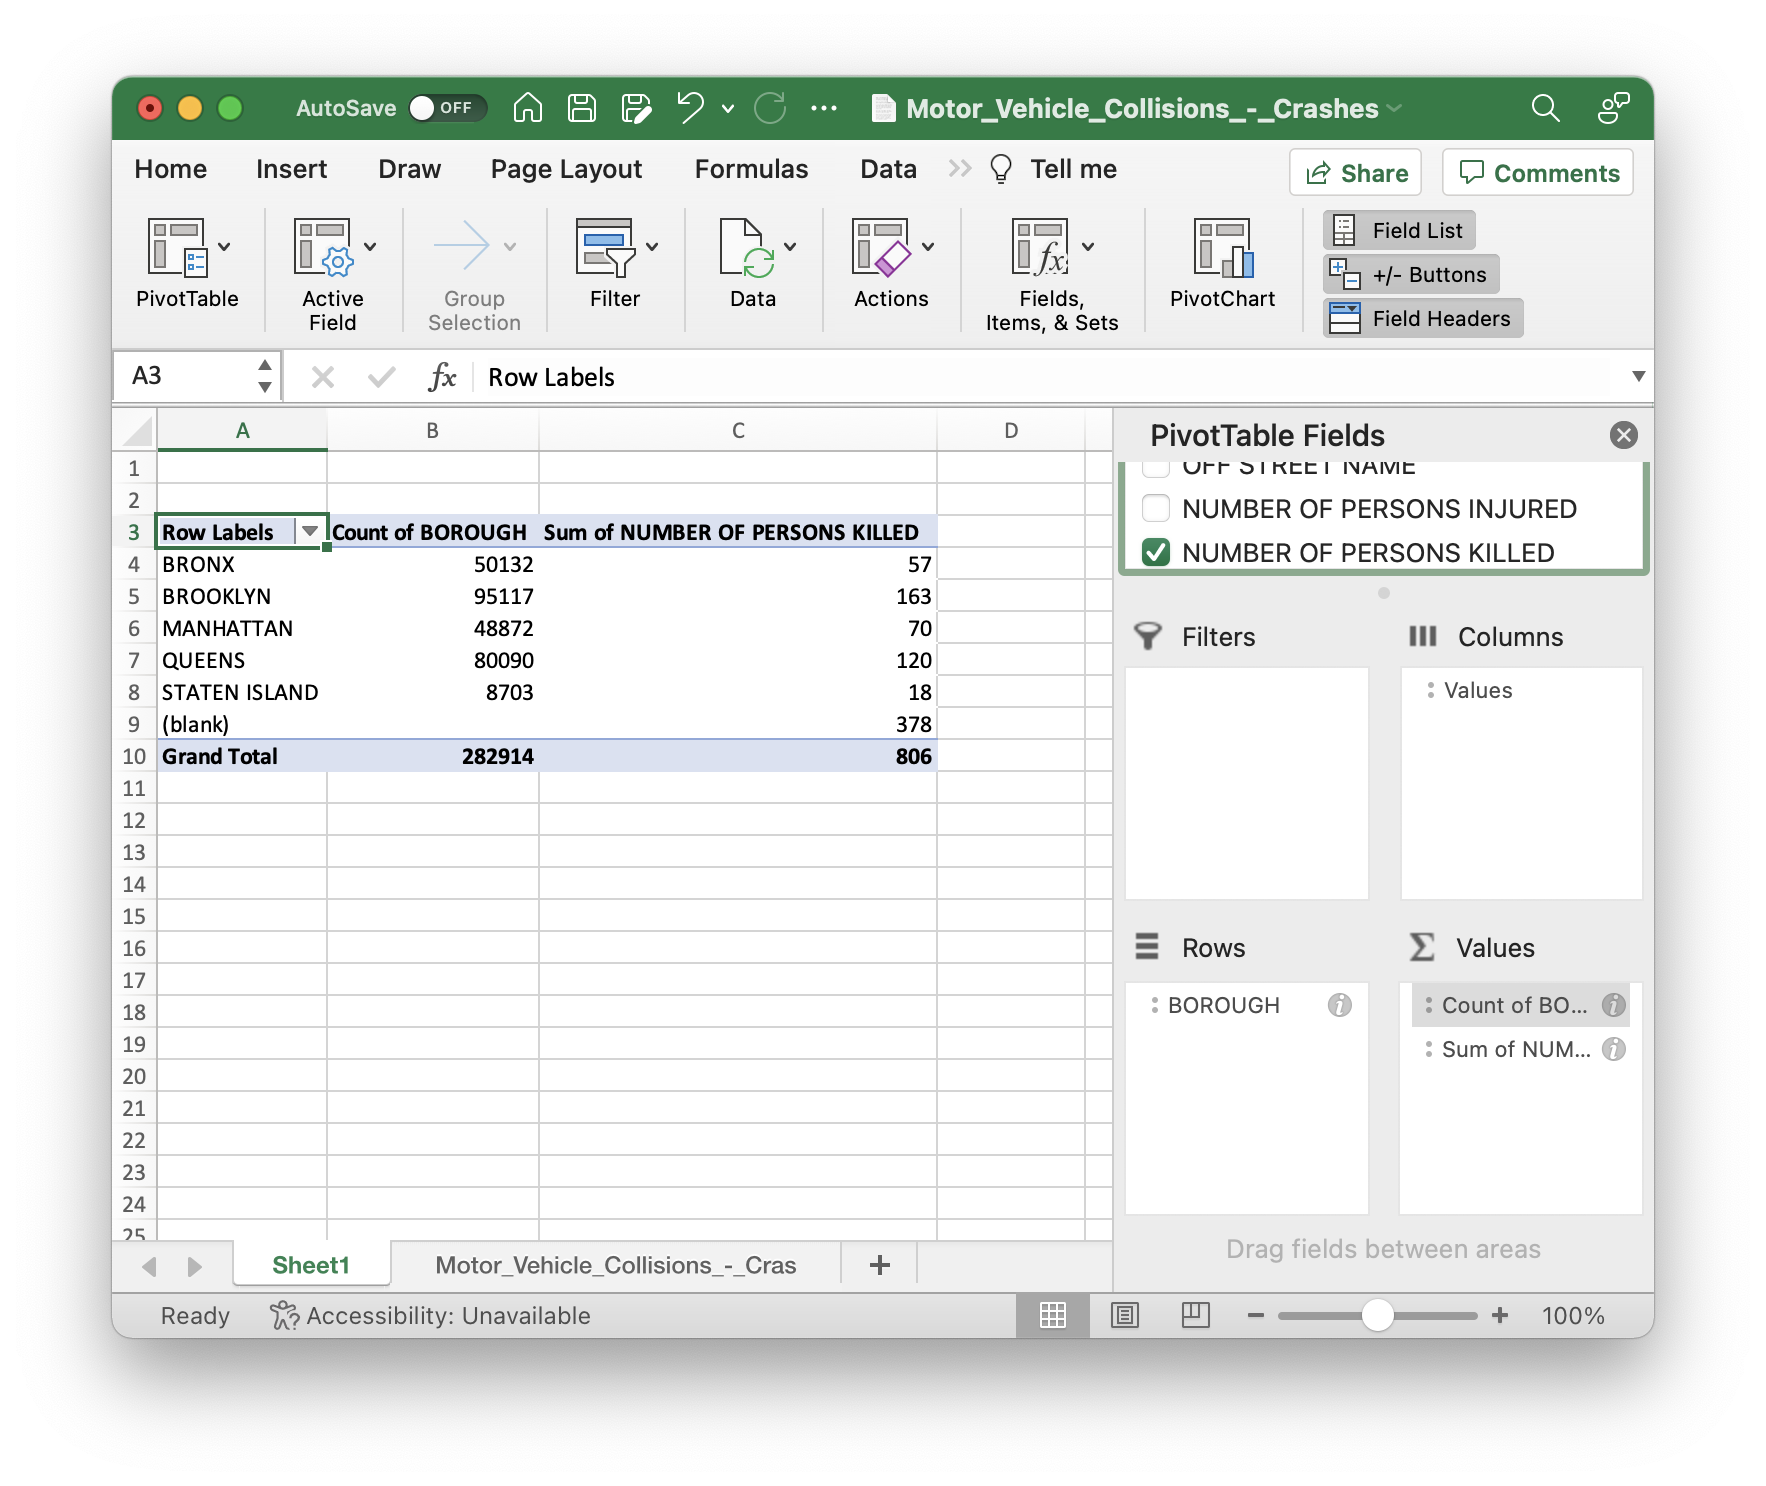 AutoSave OFF Motor_Vehicle_Collisions_-_Crashes
Home Insert Draw Page Layout Formulas Data Tell me Share Comments
PivotTable
Active Field
Group Selection
Filter
Data
Actions
Fields, Items, & Sets
PivotChart
Field List
+/- Buttons
Field Headers
A3 fx Row Labels
A B C D
1
2
3 Row Labels Count of BOROUGH Sum of NUMBER OF PERSONS KILLED
4 BRONX 50132 57
5 BROOKLYN 95117 163
6 MANHATTAN 48872 70
7 QUEENS 80090 120
8 STATEN ISLAND 8703 18
9 (blank) 378
10 Grand Total 282914 806
11
12
13
14
15
16
17
18
19
20
21
22
23
24
25
PivotTable Fields
OFF STREET NAME
NUMBER OF PERSONS INJURED
NUMBER OF PERSONS KILLED
Filters
Columns
Values
Rows
BOROUGH
Values
Count of BO...
Sum of NUM...
Drag fields between areas
Sheet1 Motor_Vehicle_Collisions_-_Cras +
Ready Accessibility: Unavailable 100%